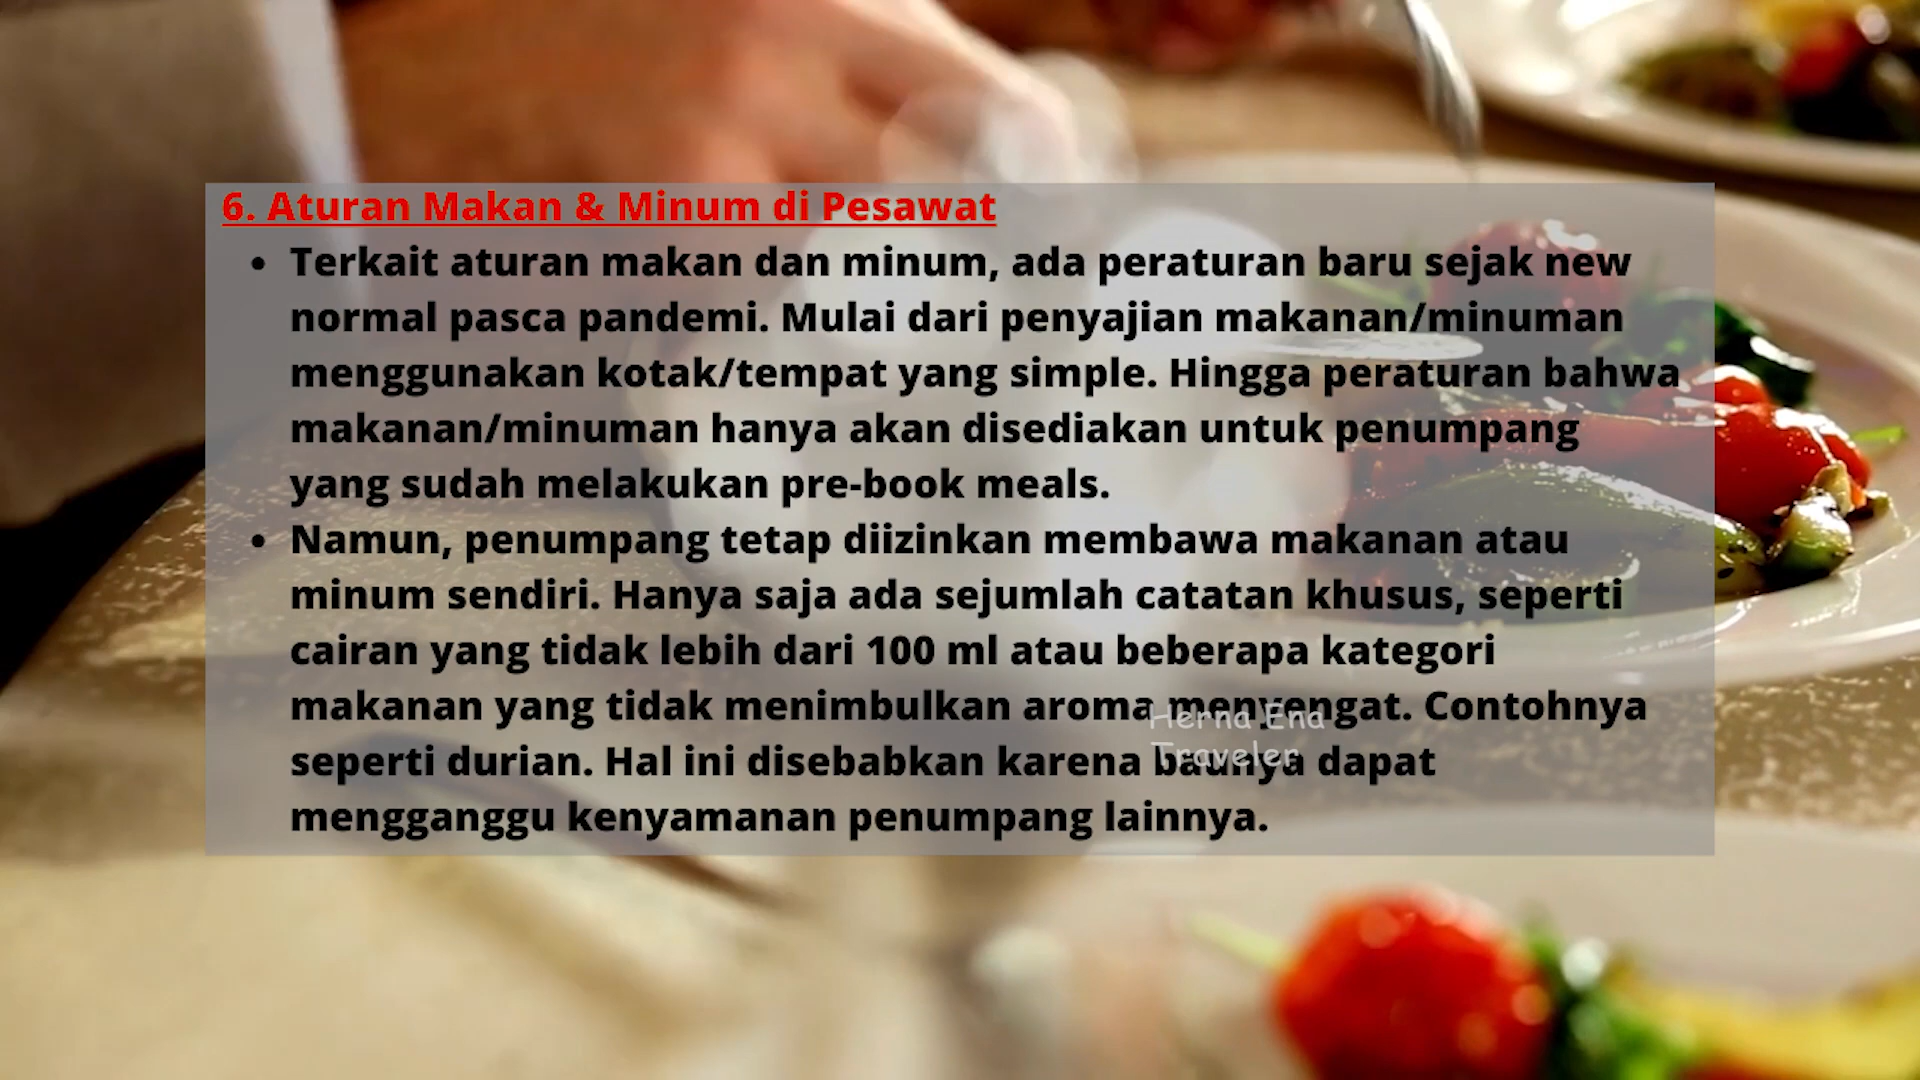 6. Aturan Makan & Minum di Pesawat
• Terkait aturan makan dan minum, ada peraturan baru sejak new
normal pasca pandemi. Mulai dari penyajian makanan/minuman
menggunakan kotak/tempat yang simple. Hingga peraturan bahwa
makanan/minuman hanya akan disediakan untuk penumpang
yang sudah melakukan pre-book meals.
• Namun, penumpang tetap diizinkan membawa makanan atau
minum sendiri. Hanya saja ada sejumlah catatan khusus, seperti
cairan yang tidak lebih dari 100 ml atau beberapa kategori
makanan yang tidak menimbulkan aroma menyengat. Contohnya
seperti durian. Hal ini disebabkan karena baunya dapat
mengganggu kenyamanan penumpang lainnya.
Herna Ena
Traveler